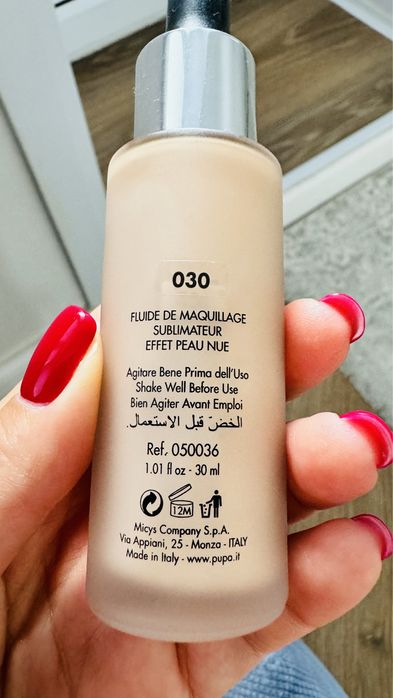 030
FLUIDE DE MAQUILLAGE
SUBLIMATEUR
EFFET PEAU NUE
Agitare Bene Prima dell'Uso
Shake Well Before Use
Bien Agiter Avant Emploi
الخضّ قبل الاستعمال.
Ref. 050036
1.01 fl oz - 30 ml
12M
Micys Company S.p.A.
Via Appiani, 25 - Monza - ITALY
Made in Italy - www.pupa.it